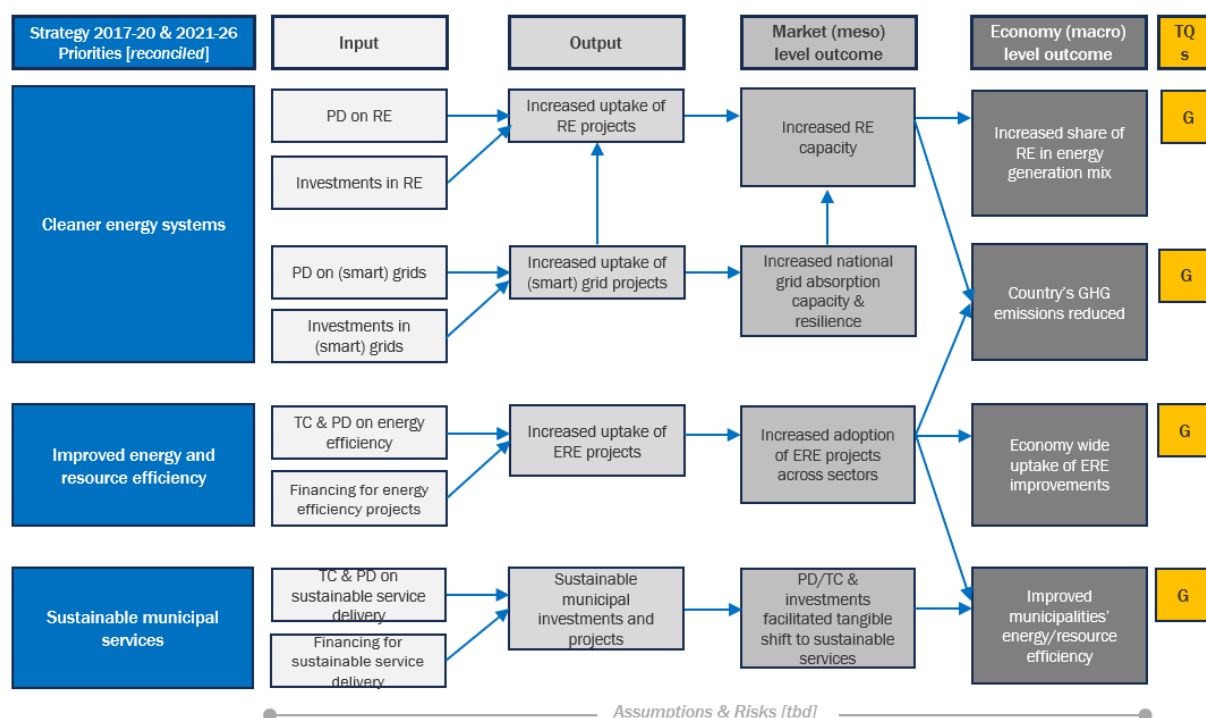 Strategy 2017-20 & 2021-26
Priorities [reconciled]
Input
Output
Market (meso)
level outcome
Economy (macro)
level outcome
TQ
s
Cleaner energy systems
PD on RE
Investments in RE
Increased uptake of
RE projects
Increased RE
capacity
Increased share of
RE in energy
generation mix
G
PD on (smart) grids
Investments in
(smart) grids
Increased uptake of
(smart) grid projects
Increased national
grid absorption
capacity &
resilience
Country's GHG
emissions reduced
G
Improved energy and
resource efficiency
TC & PD on energy
efficiency
Financing for energy
efficiency projects
Increased uptake of
ERE projects
Increased adoption
of ERE projects
across sectors
Economy wide
uptake of ERE
improvements
G
Sustainable municipal
services
TC & PD on
sustainable service
delivery
Financing for
sustainable service
delivery
Sustainable
municipal
investments and
projects
PD/TC &
investments
facilitated tangible
shift to sustainable
services
Improved
municipalities'
energy/resource
efficiency
G
Assumptions & Risks [tbd]